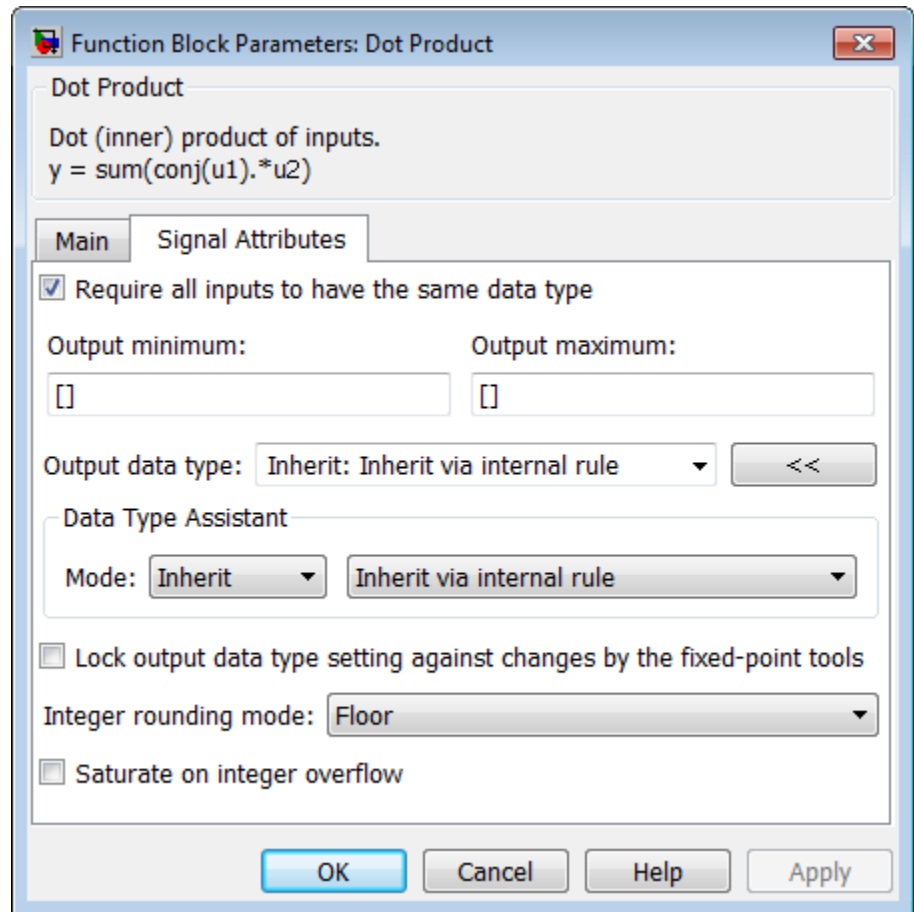 Function Block Parameters: Dot Product
Dot Product
Dot (inner) product of inputs.
y = sum(conj(u1).*u2)
Main Signal Attributes
Require all inputs to have the same data type
Output minimum: Output maximum:
[] []
Output data type: Inherit: Inherit via internal rule <<
Data Type Assistant
Mode: Inherit Inherit via internal rule
Lock output data type setting against changes by the fixed-point tools
Integer rounding mode: Floor
Saturate on integer overflow
OK Cancel Help Apply